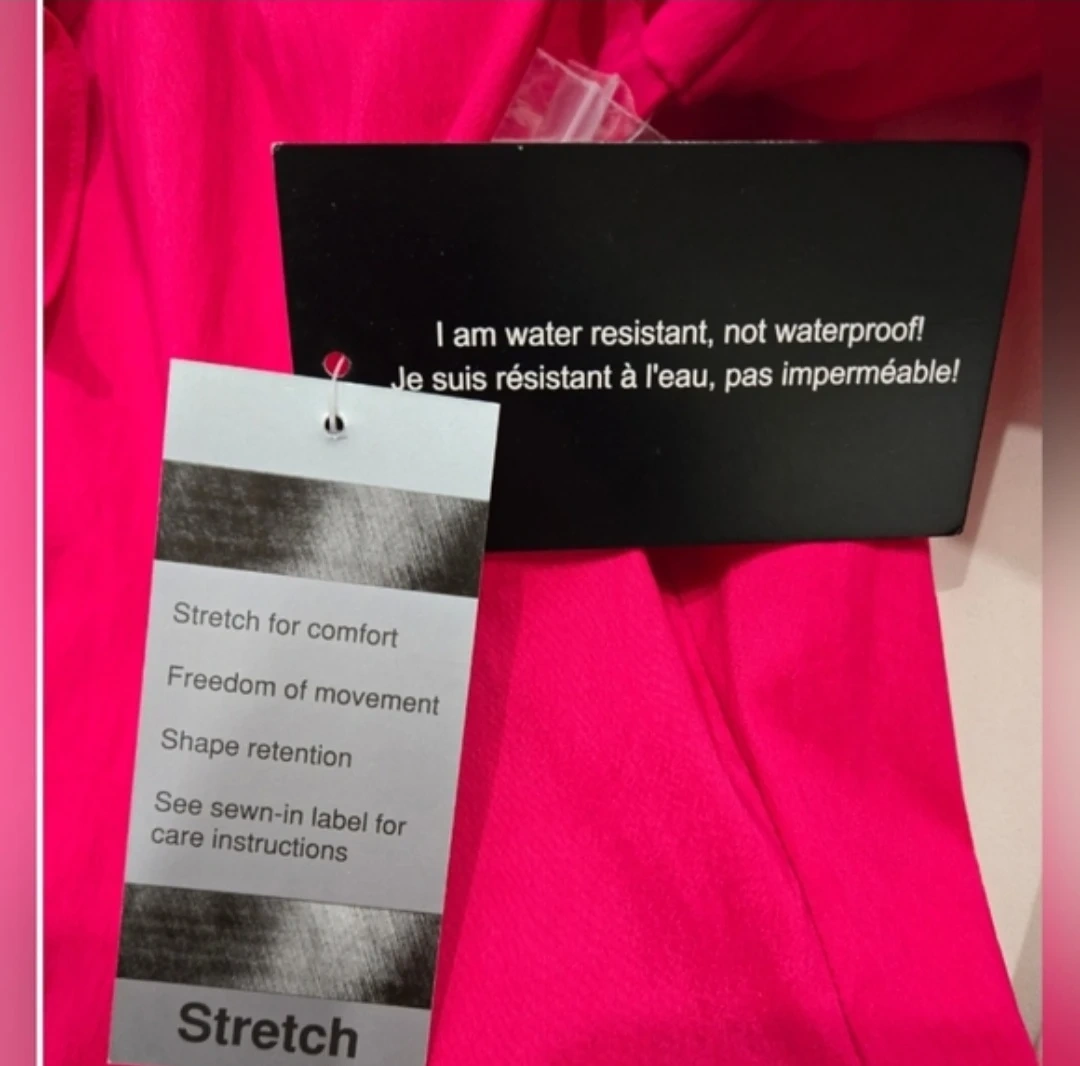 I am water resistant, not waterproof!
Je suis résistant à l'eau, pas imperméable!
Stretch for comfort
Freedom of movement
Shape retention
See sewn-in label for
care instructions
Stretch